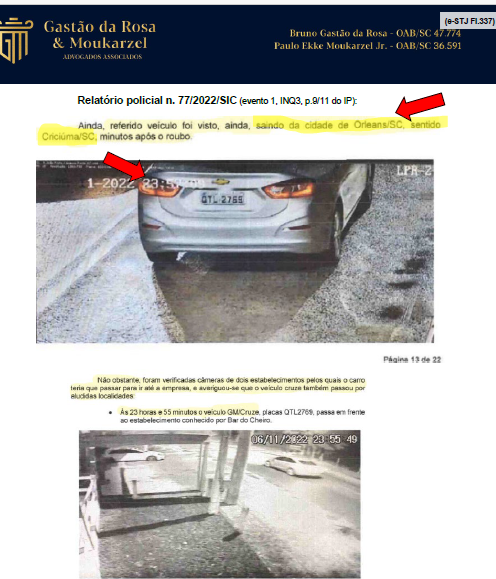 (e-STJ Fl.337)
Gastão da Rosa
& Moukarzel
ADVOGADOS ASSOCIADOS
Bruno Gastão da Rosa - OAB/SC 47.774
Paulo Ekke Moukarzel Jr. - OAB/SC 36.591
Relatório policial n. 77/2022/SIC (evento 1, INQ3, p.9/11 do IP):
Ainda, referido veículo foi visto, ainda, saindo da cidade de Orleans/SC, sentido
Criciúma/SC, minutos após o roubo.
1-2022 23:5
LPR-2
QTL2769
Página 13 de 22
Não obstante, foram verificadas câmeras de dois estabelecimentos pelos quais o carro
teria que passar para ir até a empresa, e averiguou-se que o veículo cruze também passou por
aludidas localidades:
• Às 23 horas e 55 minutos o veículo GM/Cruze, placas QTL2769, passa em frente
ao estabelecimento conhecido por Bar do Cheiro.
06/11/2022 23:55:49